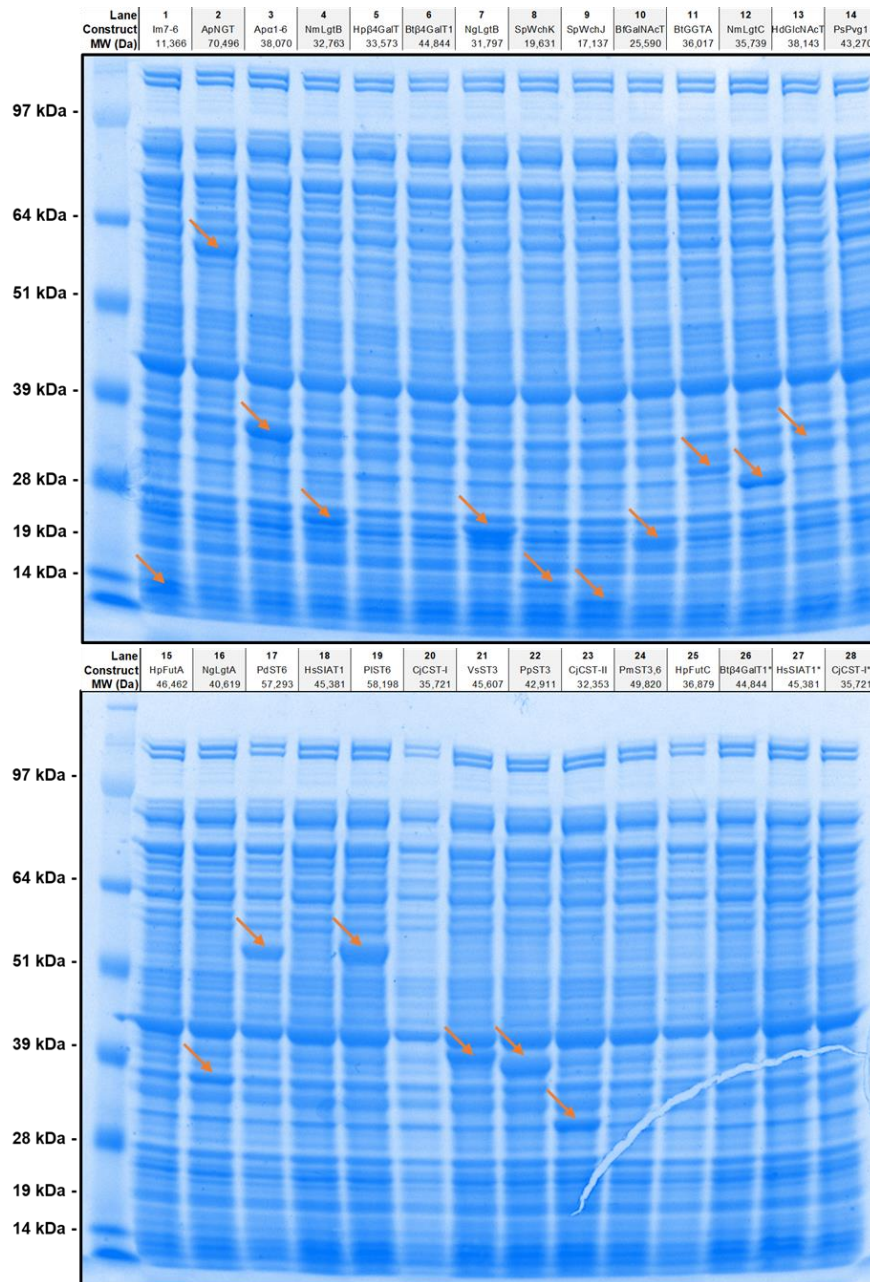 Lane 1 2 3 4 5 6 7 8 9 10 11 12 13 14
Construct Im7-6 ApNGT Apα1-6 NmLgtB Hpβ4GalT Btβ4GalT1 NgLgtB SpWchK SpWchJ BfGalNAcT BtGGTA NmLgtC HdGlcNAcT PsPvg1
MW (Da) 11,366 70,496 38,070 32,763 33,573 44,844 31,797 19,631 17,137 25,590 36,017 35,739 38,143 43,270
97 kDa -
64 kDa -
51 kDa -
39 kDa -
28 kDa -
19 kDa -
14 kDa -
Lane 15 16 17 18 19 20 21 22 23 24 25 26 27 28
Construct HpFutA NgLgtA PdST6 HsSIAT1 PlST6 CjCST-I VsST3 PpST3 CjCST-II PmST3,6 HpFutC Btβ4GalT1* HsSIAT1* CjCST-I*
MW (Da) 46,462 40,619 57,293 45,381 58,198 35,721 45,607 42,911 32,353 49,820 36,879 44,844 45,381 35,721
97 kDa -
64 kDa -
51 kDa -
39 kDa -
28 kDa -
19 kDa -
14 kDa -